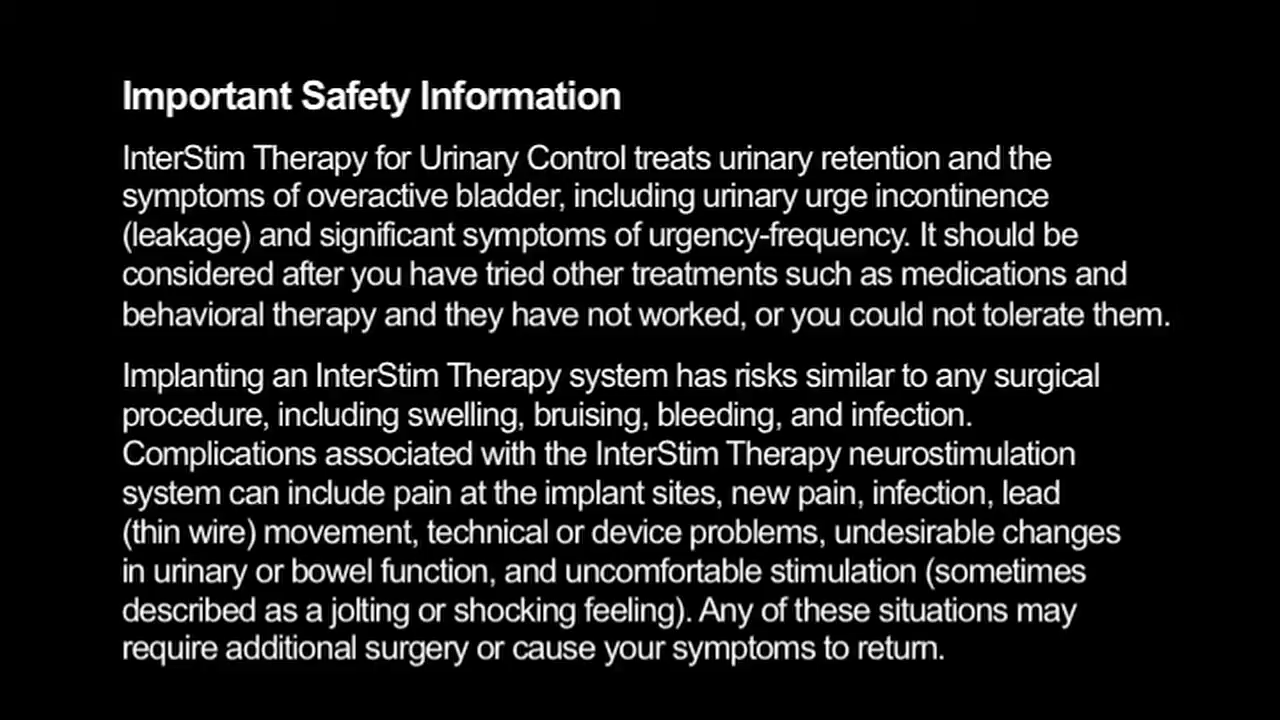 Important Safety Information
InterStim Therapy for Urinary Control treats urinary retention and the
symptoms of overactive bladder, including urinary urge incontinence
(leakage) and significant symptoms of urgency-frequency. It should be
considered after you have tried other treatments such as medications and
behavioral therapy and they have not worked, or you could not tolerate them.
Implanting an InterStim Therapy system has risks similar to any surgical
procedure, including swelling, bruising, bleeding, and infection.
Complications associated with the InterStim Therapy neurostimulation
system can include pain at the implant sites, new pain, infection, lead
(thin wire) movement, technical or device problems, undesirable changes
in urinary or bowel function, and uncomfortable stimulation (sometimes
described as a jolting or shocking feeling). Any of these situations may
require additional surgery or cause your symptoms to return.